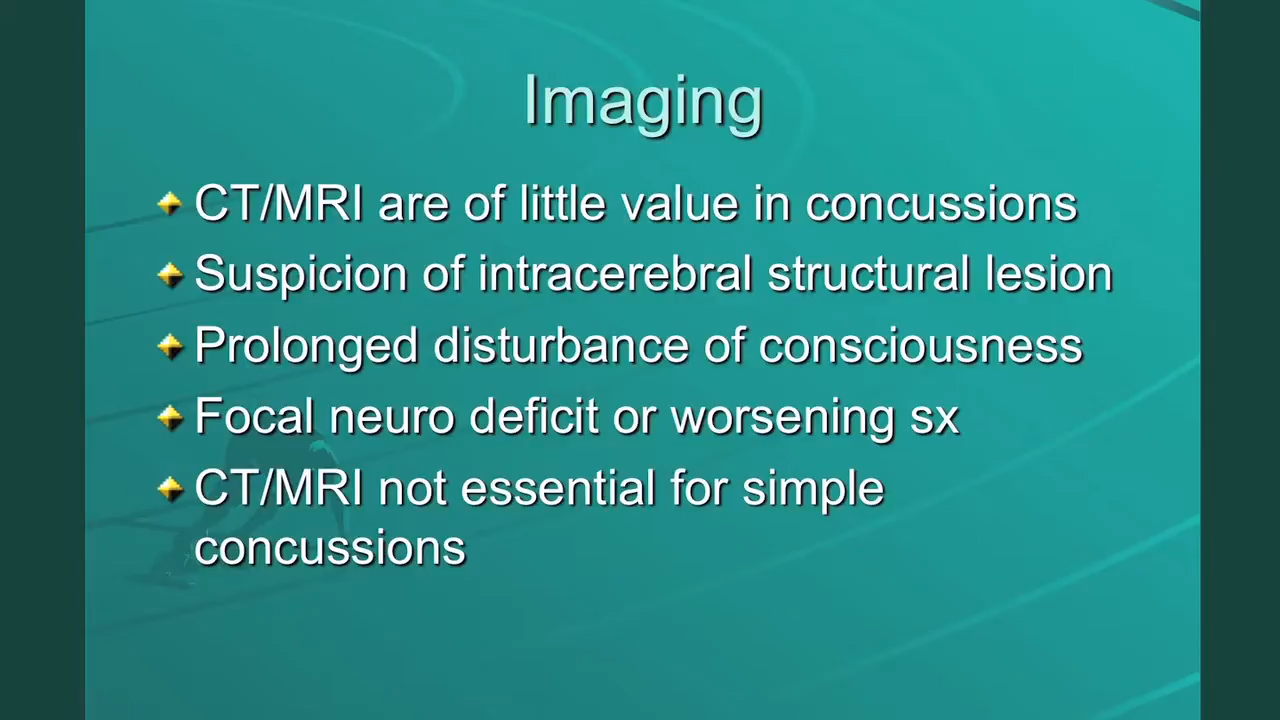 Imaging
CT/MRI are of little value in concussions
Suspicion of intracerebral structural lesion
Prolonged disturbance of consciousness
Focal neuro deficit or worsening sx
CT/MRI not essential for simple
concussions